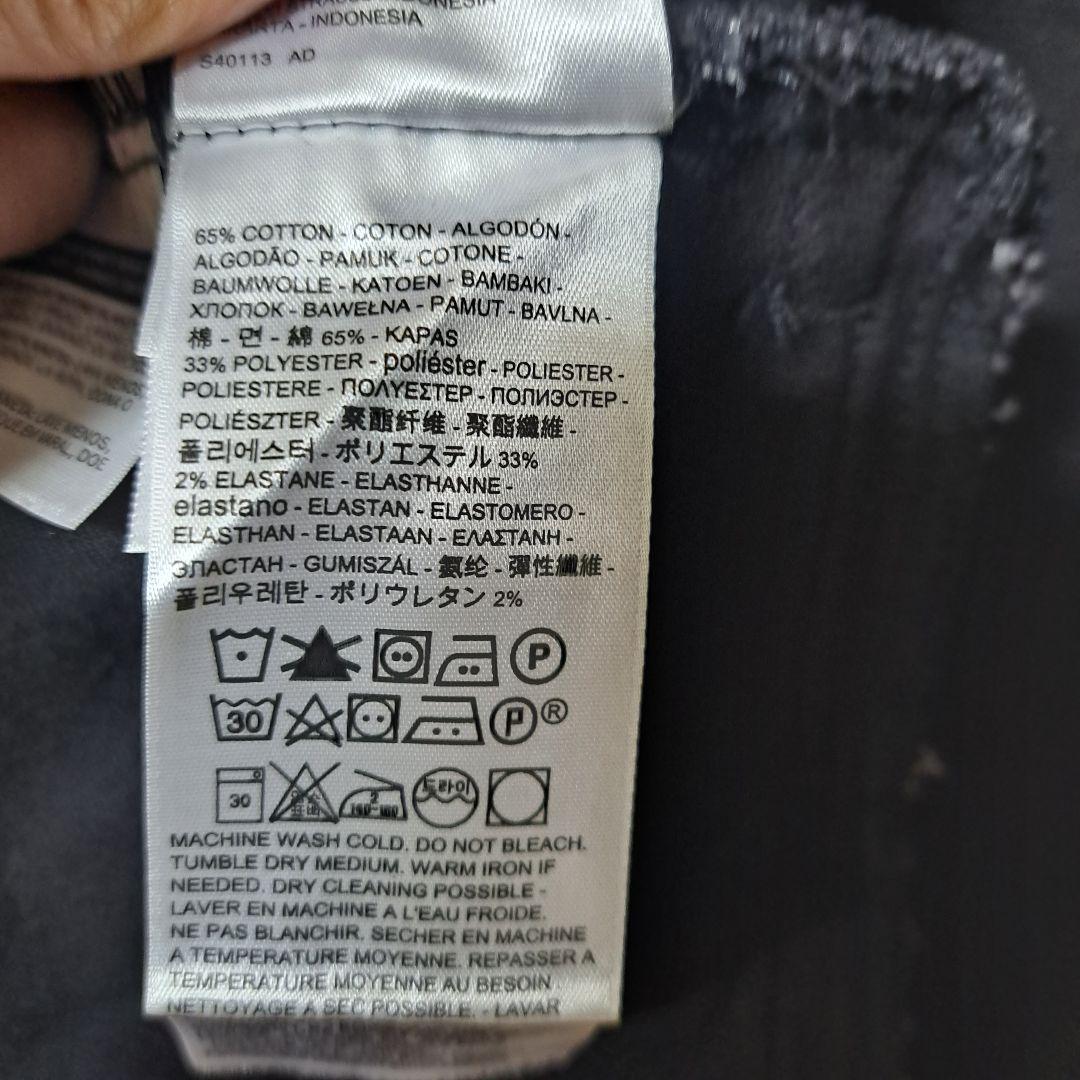 INDONESIA
-INDONESIA
S40113 AD
65% COTTON - COTON - ALGODÓN -
ALGODÃO - PAMUK - COTONE -
BAUMWOLLE - KATOEN - BAMBAKI -
ХЛОПОК - BAWEŁNA - PAMUT - BAVLNA -
棉 - 면 - 綿 65% - KAPAS
33% POLYESTER - poliéster - POLIESTER -
POLIESTERE - ΠΟΛΥΕΣΤΕΡ - ПОЛИЭСТЕР -
POLIÉSZTER - 聚酯纤维 - 聚酯纖維 -
폴리에스터 - ポリエステル 33%
2% ELASTANE - ELASTHANNE -
elastano - ELASTAN - ELASTOMERO -
ELASTHAN - ELASTAAN - ΕΛΑΣΤΑΝΗ -
ЭЛАСТАН - GUMISZÁL - 氨纶 - 彈性纖維 -
폴리우레탄 - ポリウレタン 2%
P
30 P ®
30 2 드라이
MACHINE WASH COLD. DO NOT BLEACH.
TUMBLE DRY MEDIUM. WARM IRON IF
NEEDED. DRY CLEANING POSSIBLE -
LAVER EN MACHINE A L'EAU FROIDE.
NE PAS BLANCHIR. SECHER EN MACHINE
A TEMPERATURE MOYENNE. REPASSER A
TEMPERATURE MOYENNE AU BESOIN.
NETTOYAGE A SEC POSSIBLE. - LAVAR